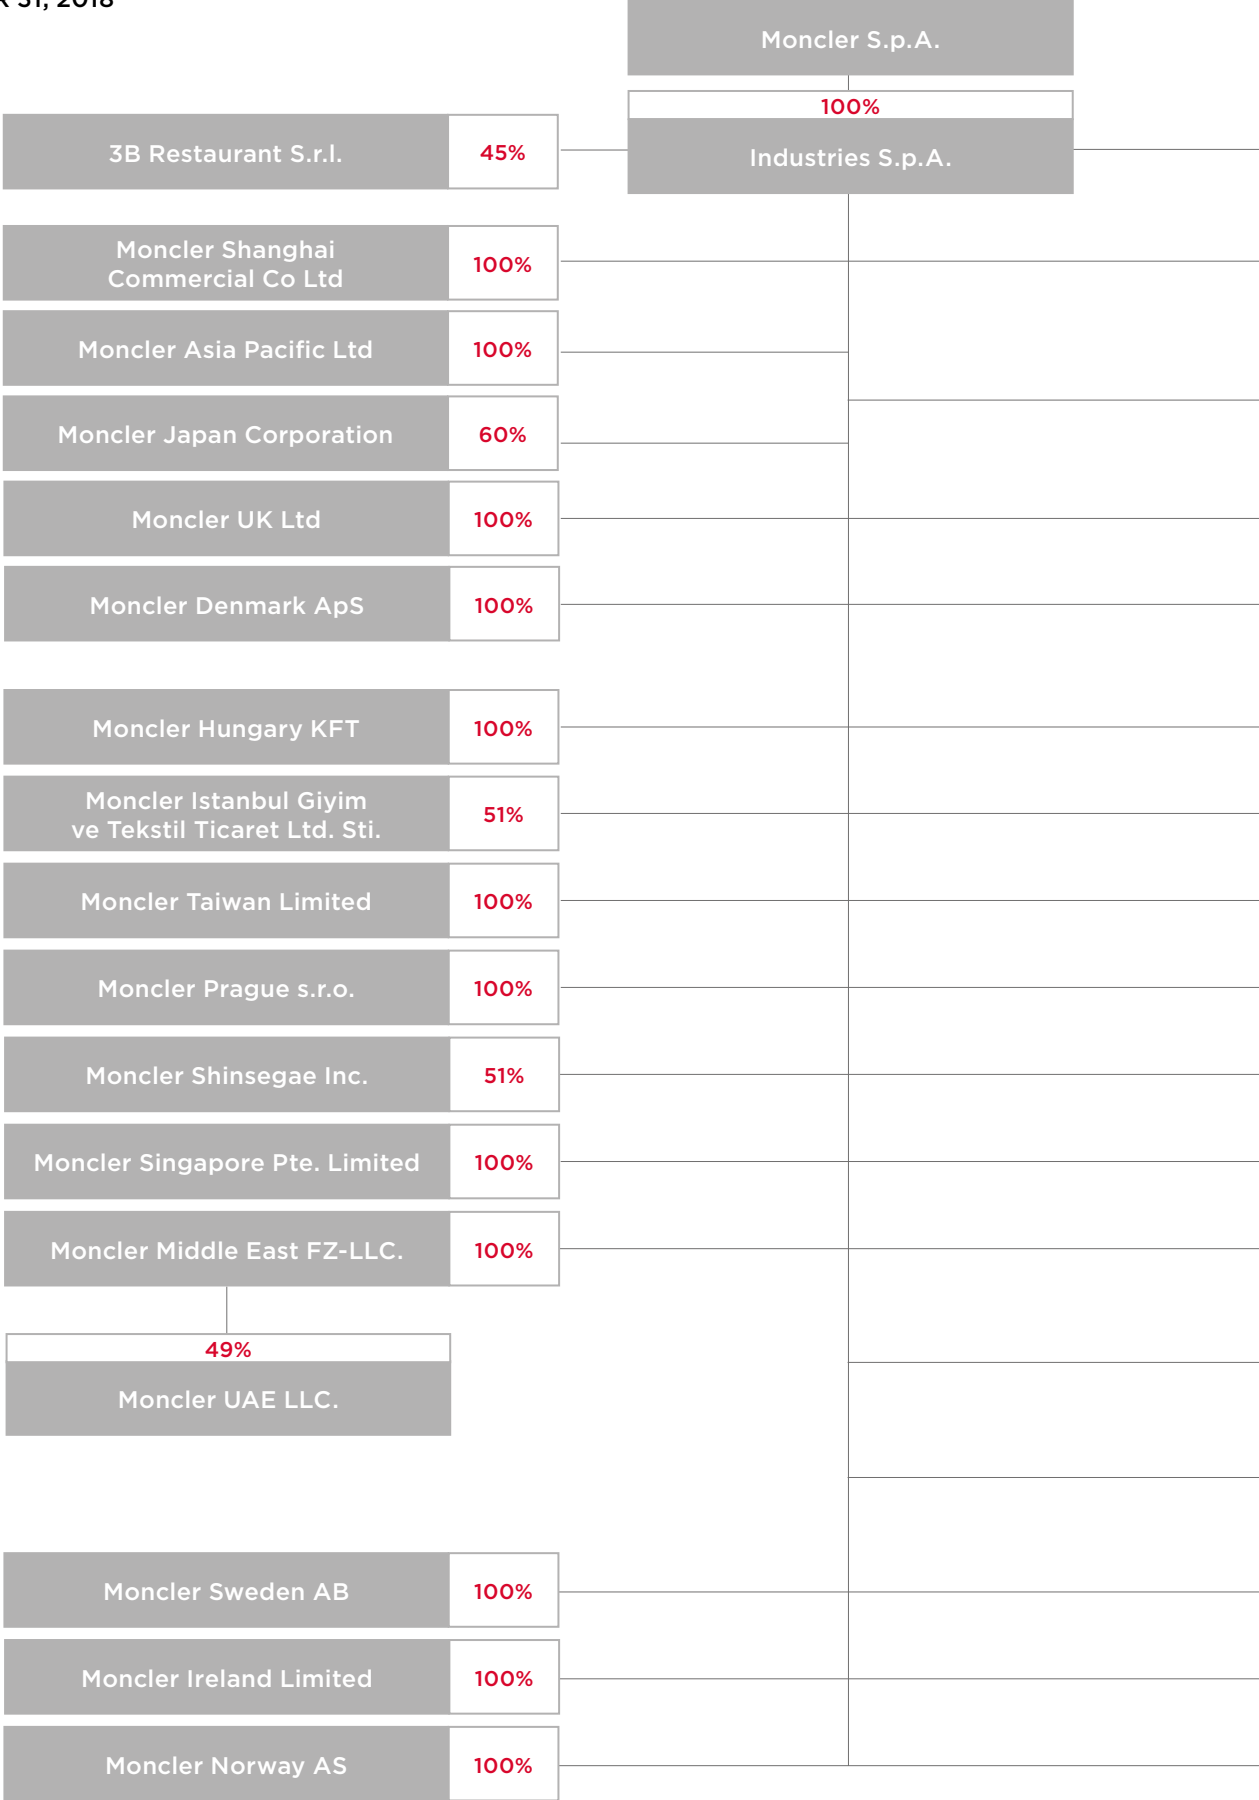 31, 2018
Moncler S.p.A.
100%
Industries S.p.A.
3B Restaurant S.r.l.
45%
Moncler Shanghai
Commercial Co Ltd
100%
Moncler Asia Pacific Ltd
100%
Moncler Japan Corporation
60%
Moncler UK Ltd
100%
Moncler Denmark ApS
100%
Moncler Hungary KFT
100%
Moncler Istanbul Giyim
ve Tekstil Ticaret Ltd. Sti.
51%
Moncler Taiwan Limited
100%
Moncler Prague s.r.o.
100%
Moncler Shinsegae Inc.
51%
Moncler Singapore Pte. Limited
100%
Moncler Middle East FZ-LLC.
100%
49%
Moncler UAE LLC.
Moncler Sweden AB
100%
Moncler Ireland Limited
100%
Moncler Norway AS
100%